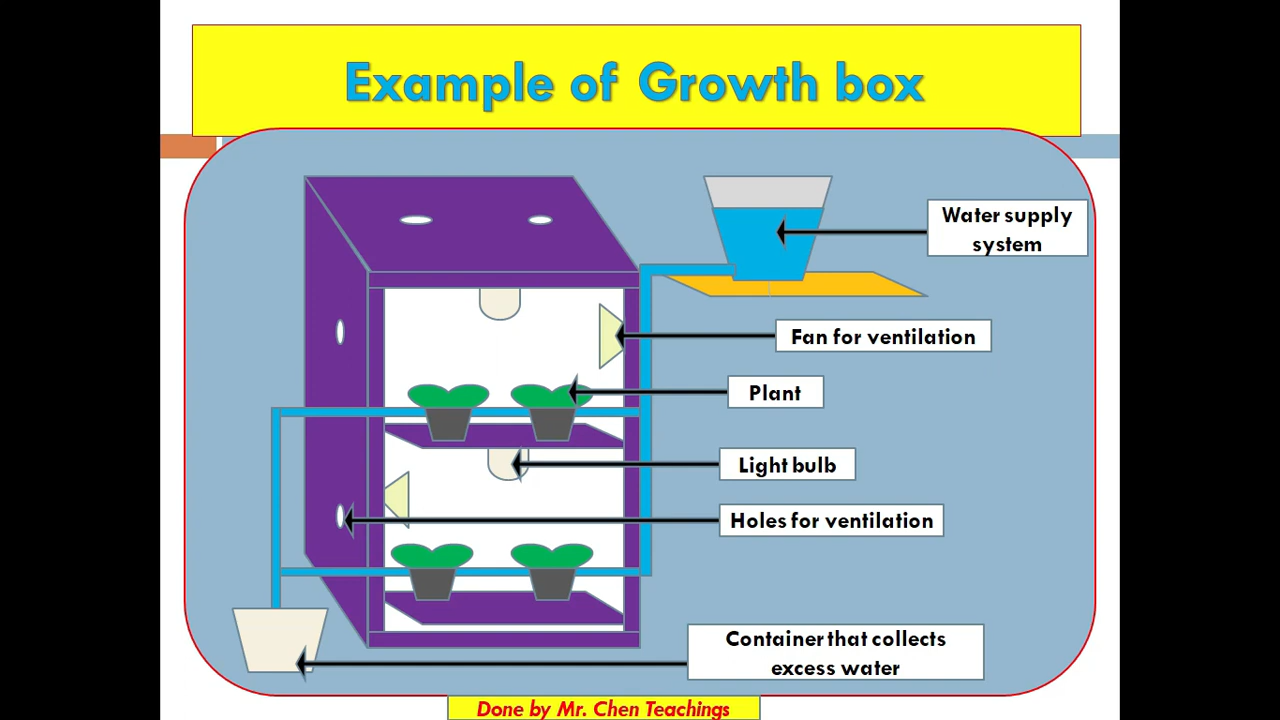 Example of Growth box
Water supply
system
Fan for ventilation
Plant
Light bulb
Holes for ventilation
Container that collects
excess water
Done by Mr. Chen Teachings